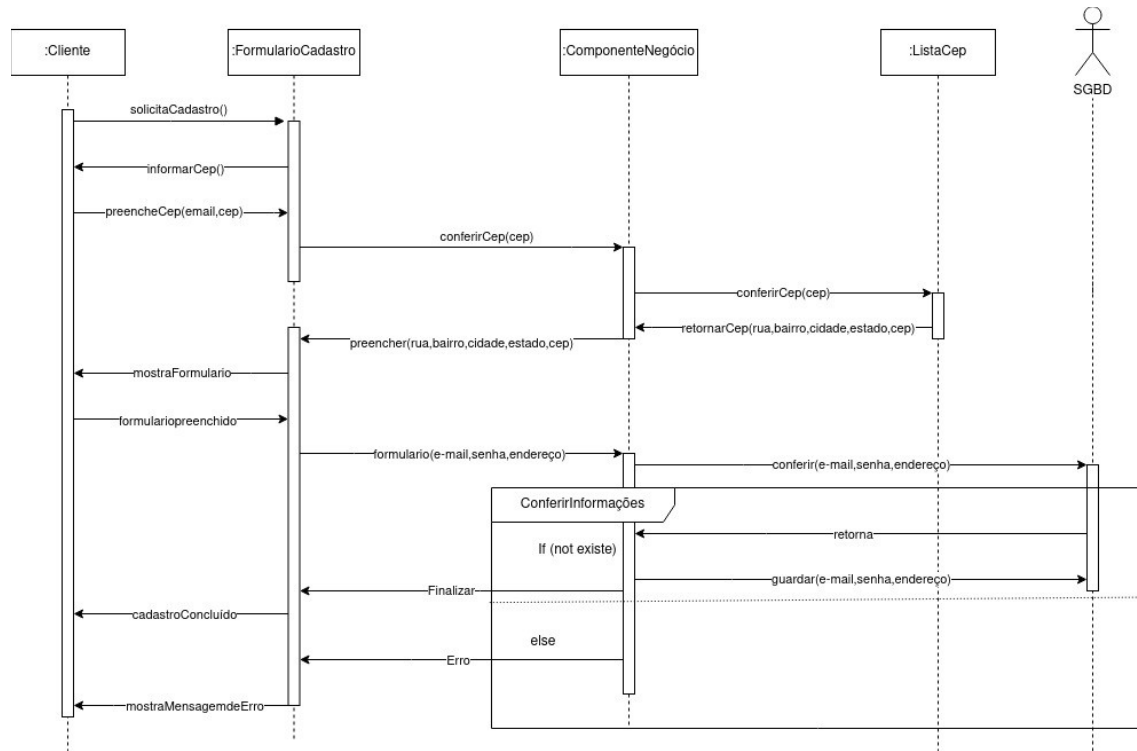 :Cliente
:FormularioCadastro
:ComponenteNegócio
:ListaCep
SGBD
solicitaCadastro()
informarCep()
preencheCep(email,cep)
conferirCep(cep)
conferirCep(cep)
retornarCep(rua,bairro,cidade,estado,cep)
preencher(rua,bairro,cidade,estado,cep)
mostraFormulario
formulariopreenchido
formulario(e-mail,senha,endereço)
conferir(e-mail,senha,endereço)
ConferirInformações
retorna
If (not existe)
guardar(e-mail,senha,endereço)
Finalizar
cadastroConcluído
else
Erro
mostraMensagemdeErro